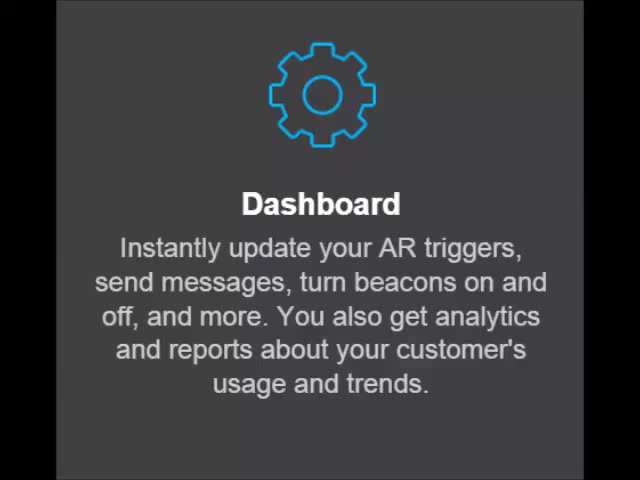 Dashboard
Instantly update your AR triggers,
send messages, turn beacons on and
off, and more. You also get analytics
and reports about your customer's
usage and trends.